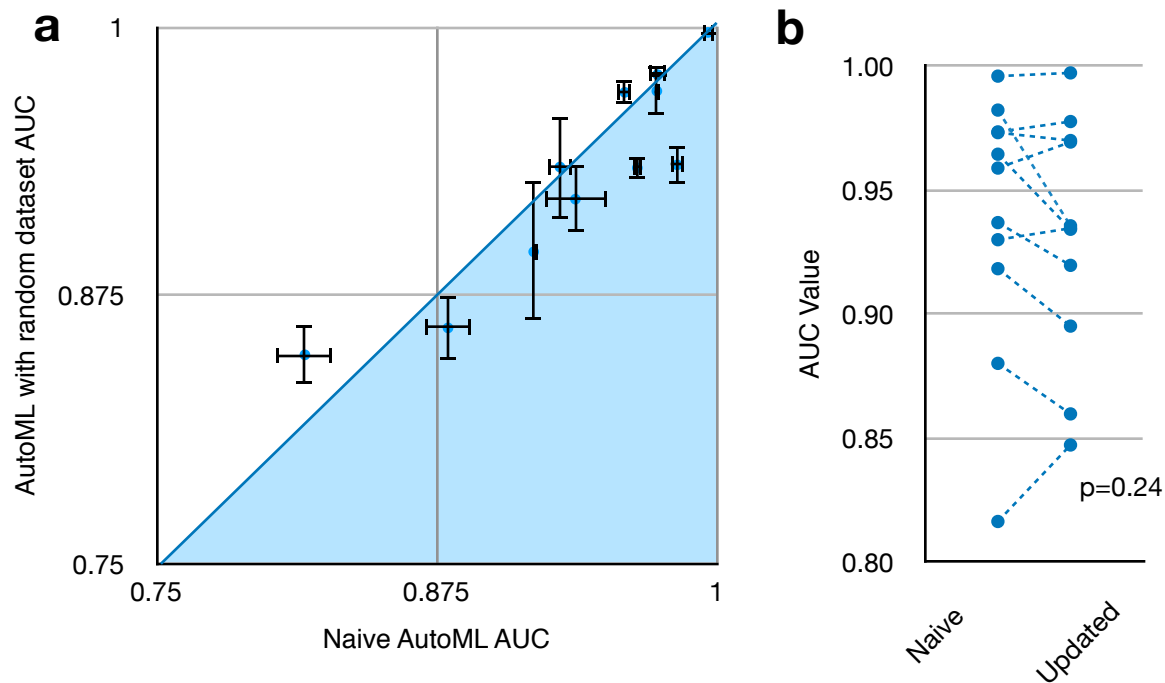 a
1
0.875
0.75
AutoML with random dataset AUC
0.75
0.875
1
Naive AutoML AUC
b
1.00
0.95
0.90
0.85
0.80
AUC Value
p=0.24
Naive
Updated